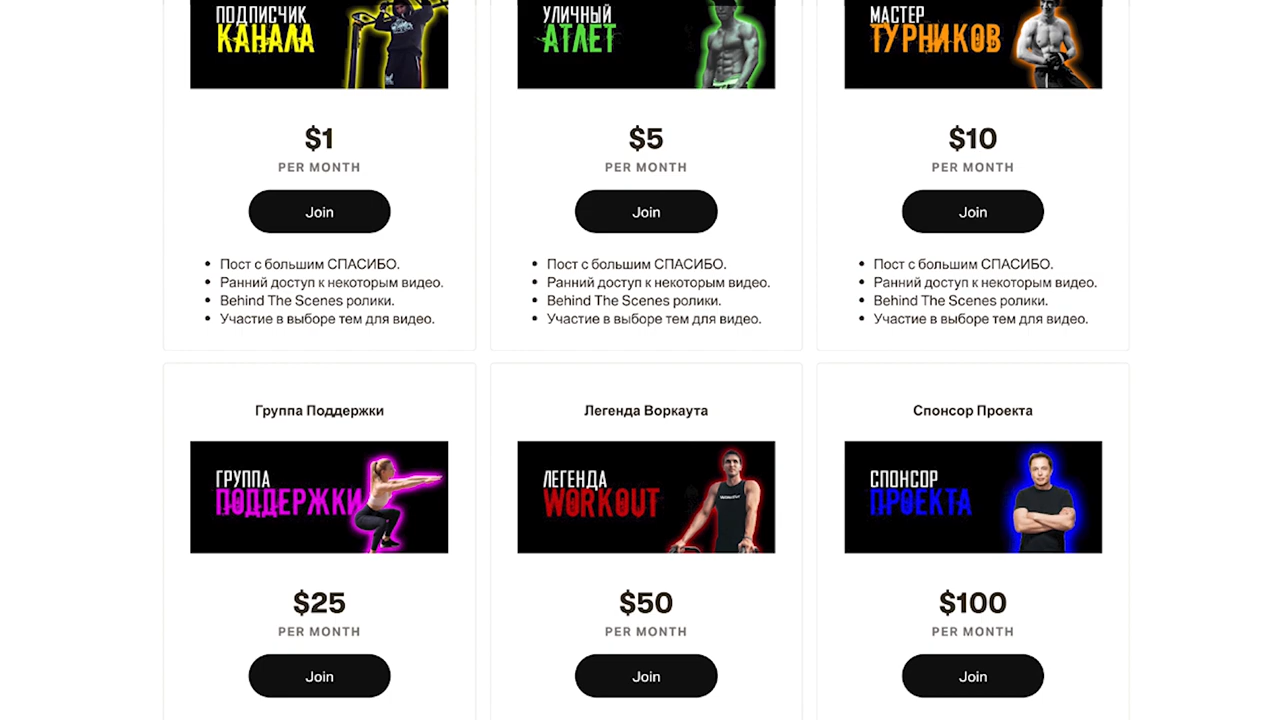 ПОДПИСЧИК
КАНАЛА
УЛИЧНЫЙ
АТЛЕТ
МАСТЕР
ТУРНИКОВ
$1
PER MONTH
Join
$5
PER MONTH
Join
$10
PER MONTH
Join
• Пост с большим СПАСИБО.
• Ранний доступ к некоторым видео.
• Behind The Scenes ролики.
• Участие в выборе тем для видео.
• Пост с большим СПАСИБО.
• Ранний доступ к некоторым видео.
• Behind The Scenes ролики.
• Участие в выборе тем для видео.
• Пост с большим СПАСИБО.
• Ранний доступ к некоторым видео.
• Behind The Scenes ролики.
• Участие в выборе тем для видео.
Группа Поддержки
ГРУППА
ПОДДЕРЖКИ
$25
PER MONTH
Join
Легенда Воркаута
ЛЕГЕНДА
WORKOUT
$50
PER MONTH
Join
Спонсор Проекта
СПОНСОР
ПРОЕКТА
$100
PER MONTH
Join